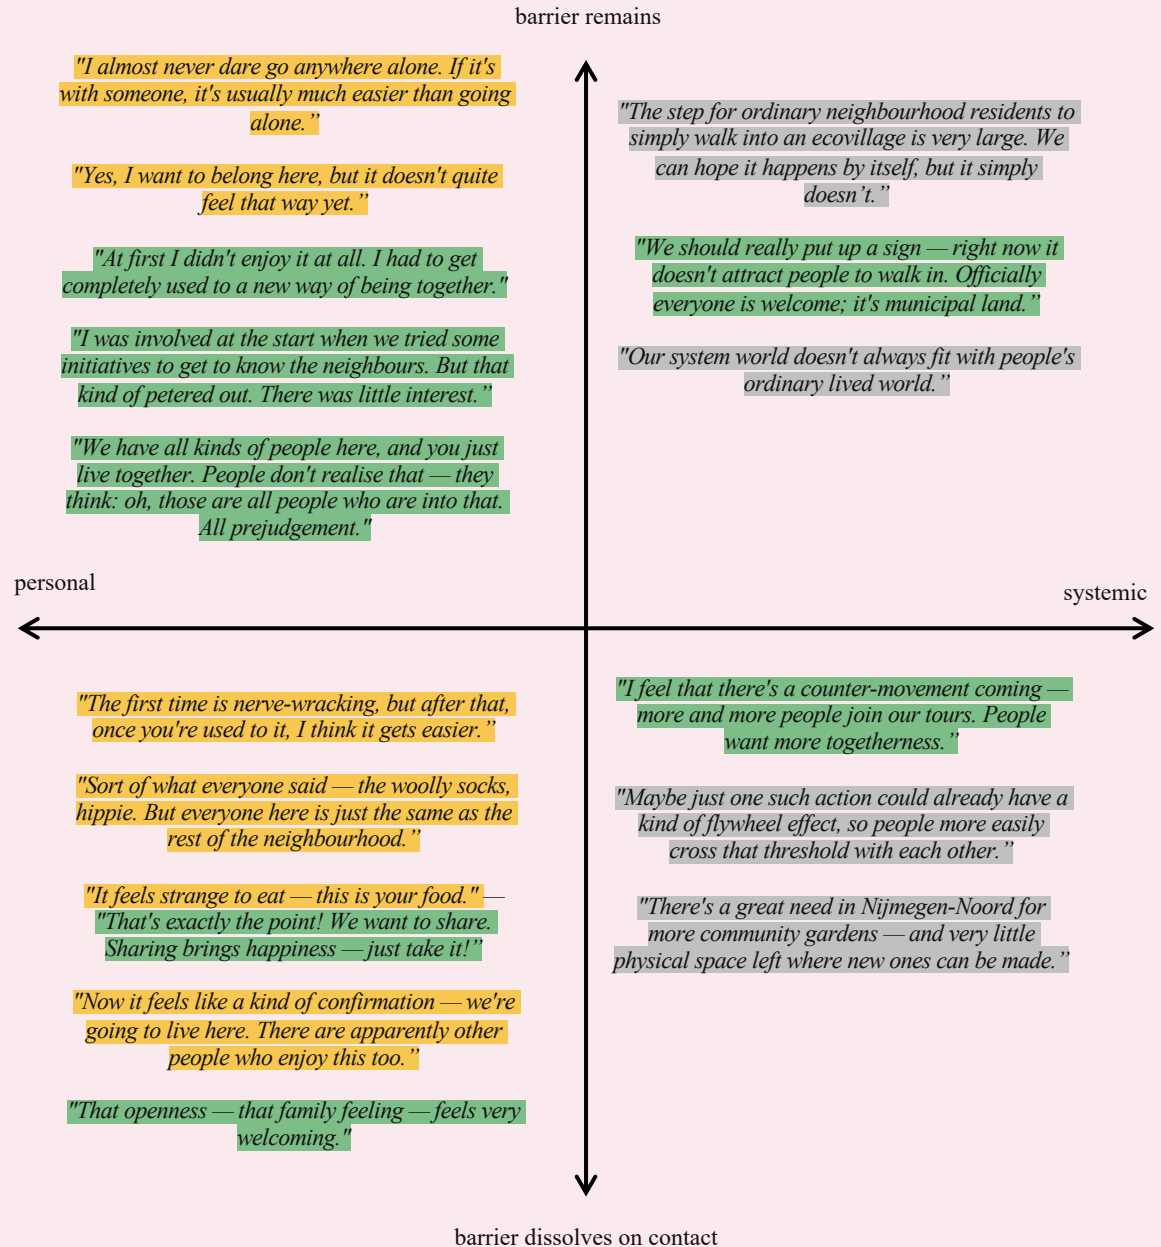 barrier remains
"I almost never dare go anywhere alone. If it's
with someone, it's usually much easier than going
alone.”
"Yes, I want to belong here, but it doesn't quite
feel that way yet.”
"At first I didn't enjoy it at all. I had to get
completely used to a new way of being together."
"I was involved at the start when we tried some
initiatives to get to know the neighbours. But that
kind of petered out. There was little interest.”
"We have all kinds of people here, and you just
live together. People don't realise that — they
think: oh, those are all people who are into that.
All prejudgement."
"The step for ordinary neighbourhood residents to
simply walk into an ecovillage is very large. We
can hope it happens by itself, but it simply
doesn’t.”
"We should really put up a sign — right now it
doesn't attract people to walk in. Officially
everyone is welcome; it's municipal land.”
"Our system world doesn't always fit with people's
ordinary lived world.”
personal
systemic
"The first time is nerve-wracking, but after that,
once you're used to it, I think it gets easier.”
"Sort of what everyone said — the woolly socks,
hippie. But everyone here is just the same as the
rest of the neighbourhood.”
"It feels strange to eat — this is your food." —
"That's exactly the point! We want to share.
Sharing brings happiness — just take it!”
"Now it feels like a kind of confirmation — we're
going to live here. There are apparently other
people who enjoy this too.”
"That openness — that family feeling — feels very
welcoming."
"I feel that there's a counter-movement coming —
more and more people join our tours. People
want more togetherness.”
"Maybe just one such action could already have a
kind of flywheel effect, so people more easily
cross that threshold with each other.”
"There's a great need in Nijmegen-Noord for
more community gardens — and very little
physical space left where new ones can be made.”
barrier dissolves on contact